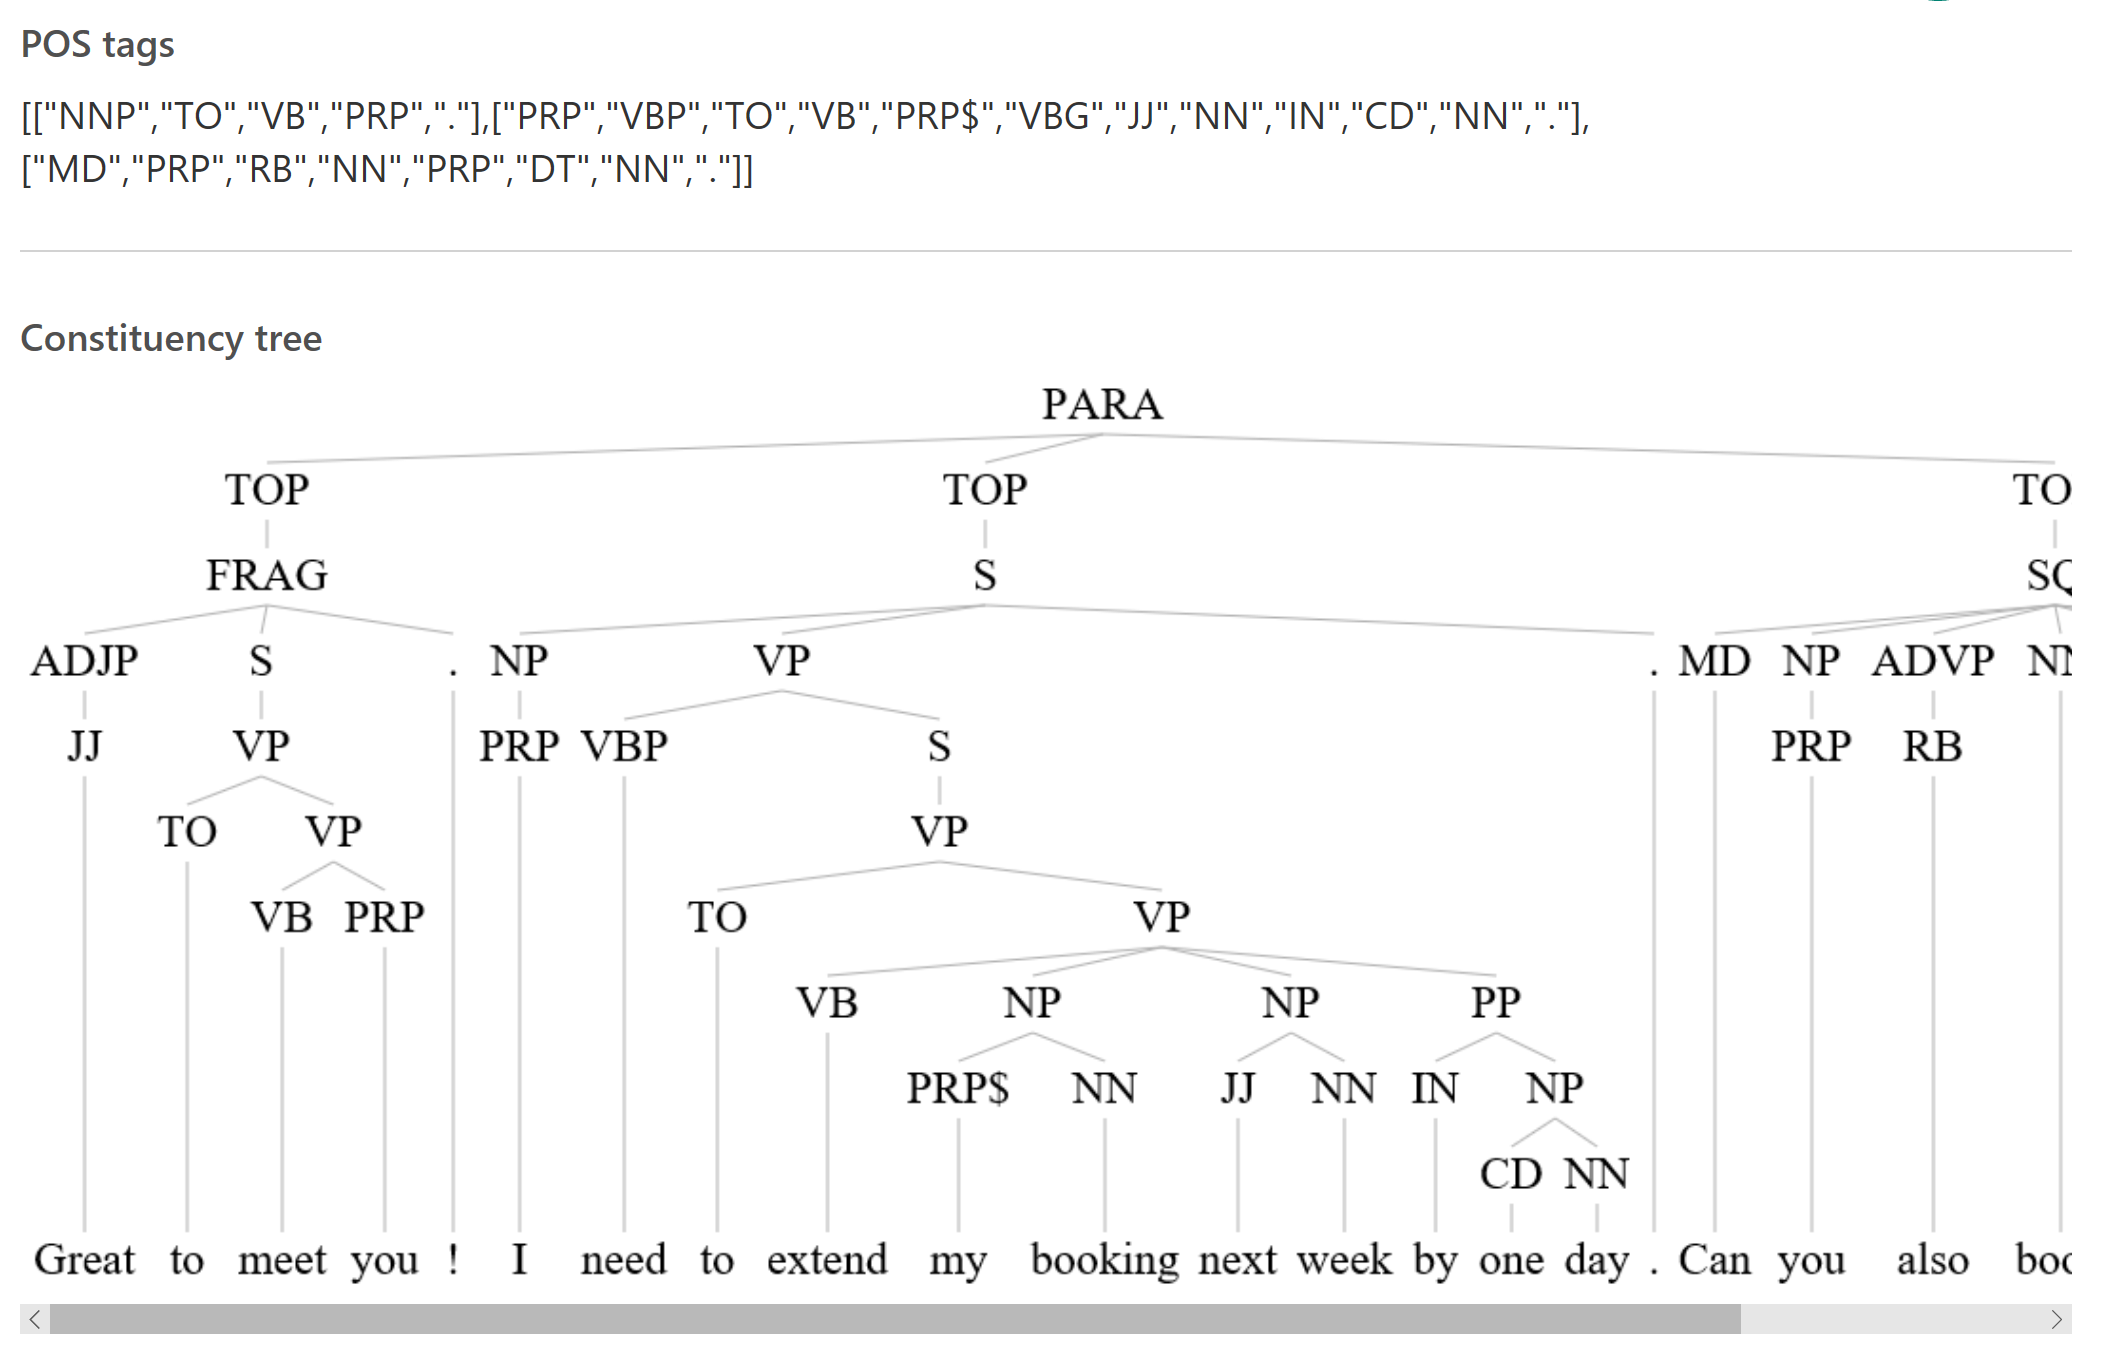 POS tags
[["NNP","TO","VB","PRP","."],["PRP","VBP","TO","VB","PRP$","VBG","JJ","NN","IN","CD","NN","."],
["MD","PRP","RB","NN","PRP","DT","NN","."]]
Constituency tree
PARA
TOP TOP TO
FRAG S SQ
ADJP S . NP VP . MD NP ADVP NN
JJ VP PRP VBP S PRP RB
TO VP VP
VB PRP TO VP
VB NP NP PP
PRP$ NN JJ NN IN NP
CD NN
Great to meet you ! I need to extend my booking next week by one day . Can you also boo